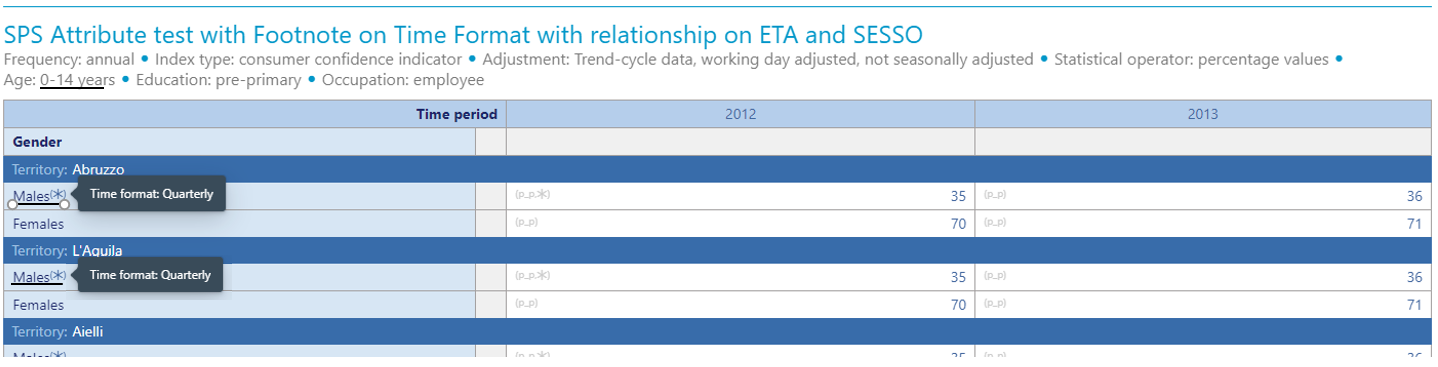 SPS Attribute test with Footnote on Time Format with relationship on ETA and SESSO
Frequency: annual • Index type: consumer confidence indicator • Adjustment: Trend-cycle data, working day adjusted, not seasonally adjusted • Statistical operator: percentage values •
Age: 0-14 years • Education: pre-primary • Occupation: employee
Time period 2012 2013
Gender
Territory: Abruzzo
Males(*) Time format: Quarterly (p_p,*) 35 (p_p) 36
Females (p_p) 70 (p_p) 71
Territory: L'Aquila
Males(*) Time format: Quarterly (p_p,*) 35 (p_p) 36
Females (p_p) 70 (p_p) 71
Territory: Aielli
Males(*) (p_p,*) 35 (p_p) 36